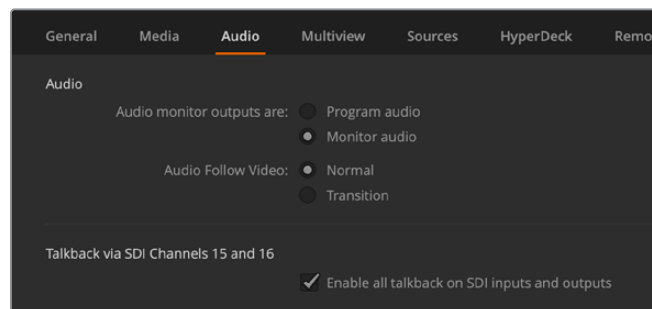 General Media Audio Multiview Sources HyperDeck Remo
Audio
Audio monitor outputs are: Program audio
Monitor audio
Audio Follow Video: Normal
Transition
Talkback via SDI Channels 15 and 16
Enable all talkback on SDI inputs and outputs